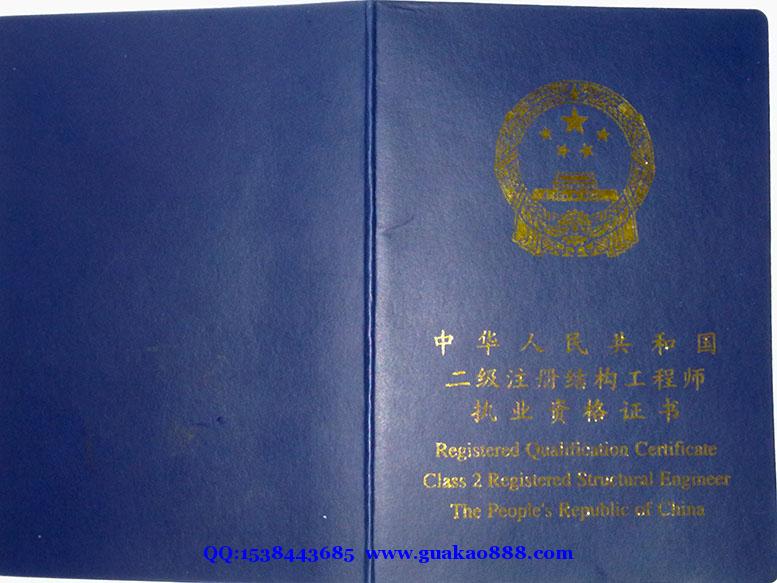 中华人民共和国
二级注册结构工程师
执业资格证书
Registered Qualification Certificate
Class 2 Registered Structural Engineer
The People's Republic of China
QQ:1538443685 www.guakao888.com